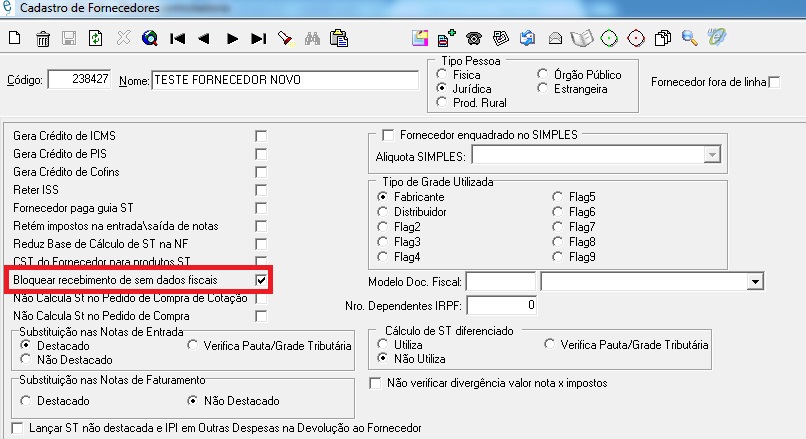 Cadastro de Fornecedores
Código: 238427 Nome: TESTE FORNECEDOR NOVO
Tipo Pessoa
Fisica Órgão Público
Jurídica Estrangeira
Prod. Rural
Fornecedor fora de linha
Gera Crédito de ICMS
Gera Crédito de PIS
Gera Crédito de Cofins
Reter ISS
Fornecedor paga guia ST
Retém impostos na entrada\saída de notas
Reduz Base de Cálculo de ST na NF
CST do Fornecedor para produtos ST
Bloquear recebimento de sem dados fiscais
Não Calcula St no Pedido de Compra de Cotação
Não Calcula St no Pedido de Compra
Fornecedor enquadrado no SIMPLES
Aliquota SIMPLES:
Tipo de Grade Utilizada
Fabricante Flag5
Distribuidor Flag6
Flag2 Flag7
Flag3 Flag8
Flag4 Flag9
Modelo Doc. Fiscal:
Nro. Dependentes IRPF: 0
Substituição nas Notas de Entrada
Destacado Verifica Pauta/Grade Tributária
Não Destacado
Cálculo de ST diferenciado
Utiliza Verifica Pauta/Grade Tributária
Não Utiliza
Substituição nas Notas de Faturamento
Destacado Não Destacado
Não verificar divergência valor nota x impostos
Lançar ST não destacada e IPI em Outras Despesas na Devolução ao Fornecedor